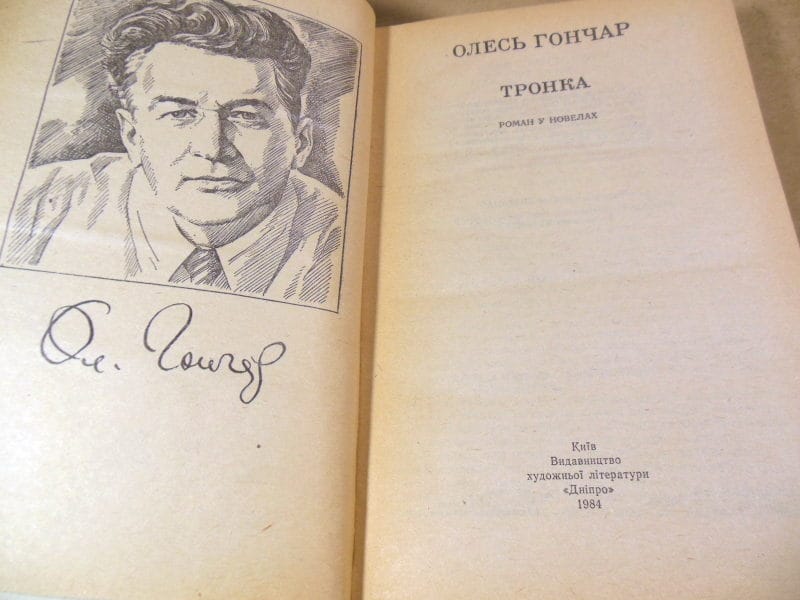 Ол. Гончар
ОЛЕСЬ ГОНЧАР
ТРОНКА
РОМАН У НОВЕЛАХ
Київ
Видавництво
художньої літератури
«Дніпро»
1984